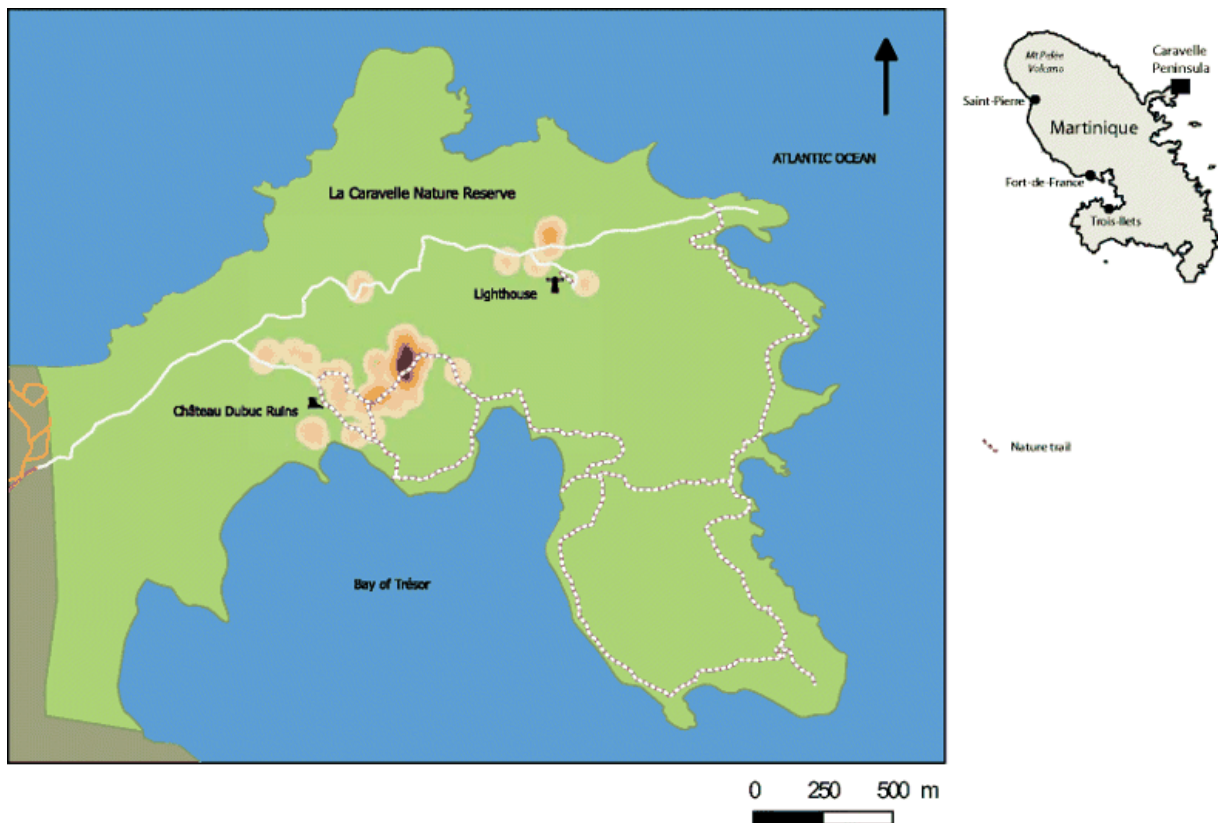 La Caravelle Nature Reserve
ATLANTIC OCEAN
Lighthouse
Château Dubuc Ruins
Bay of Trésor
Mt Pelée
Volcano
Caravelle
Peninsula
Saint-Pierre
Martinique
Fort-de-France
Trois-Ilets
Nature trail
0 250 500 m